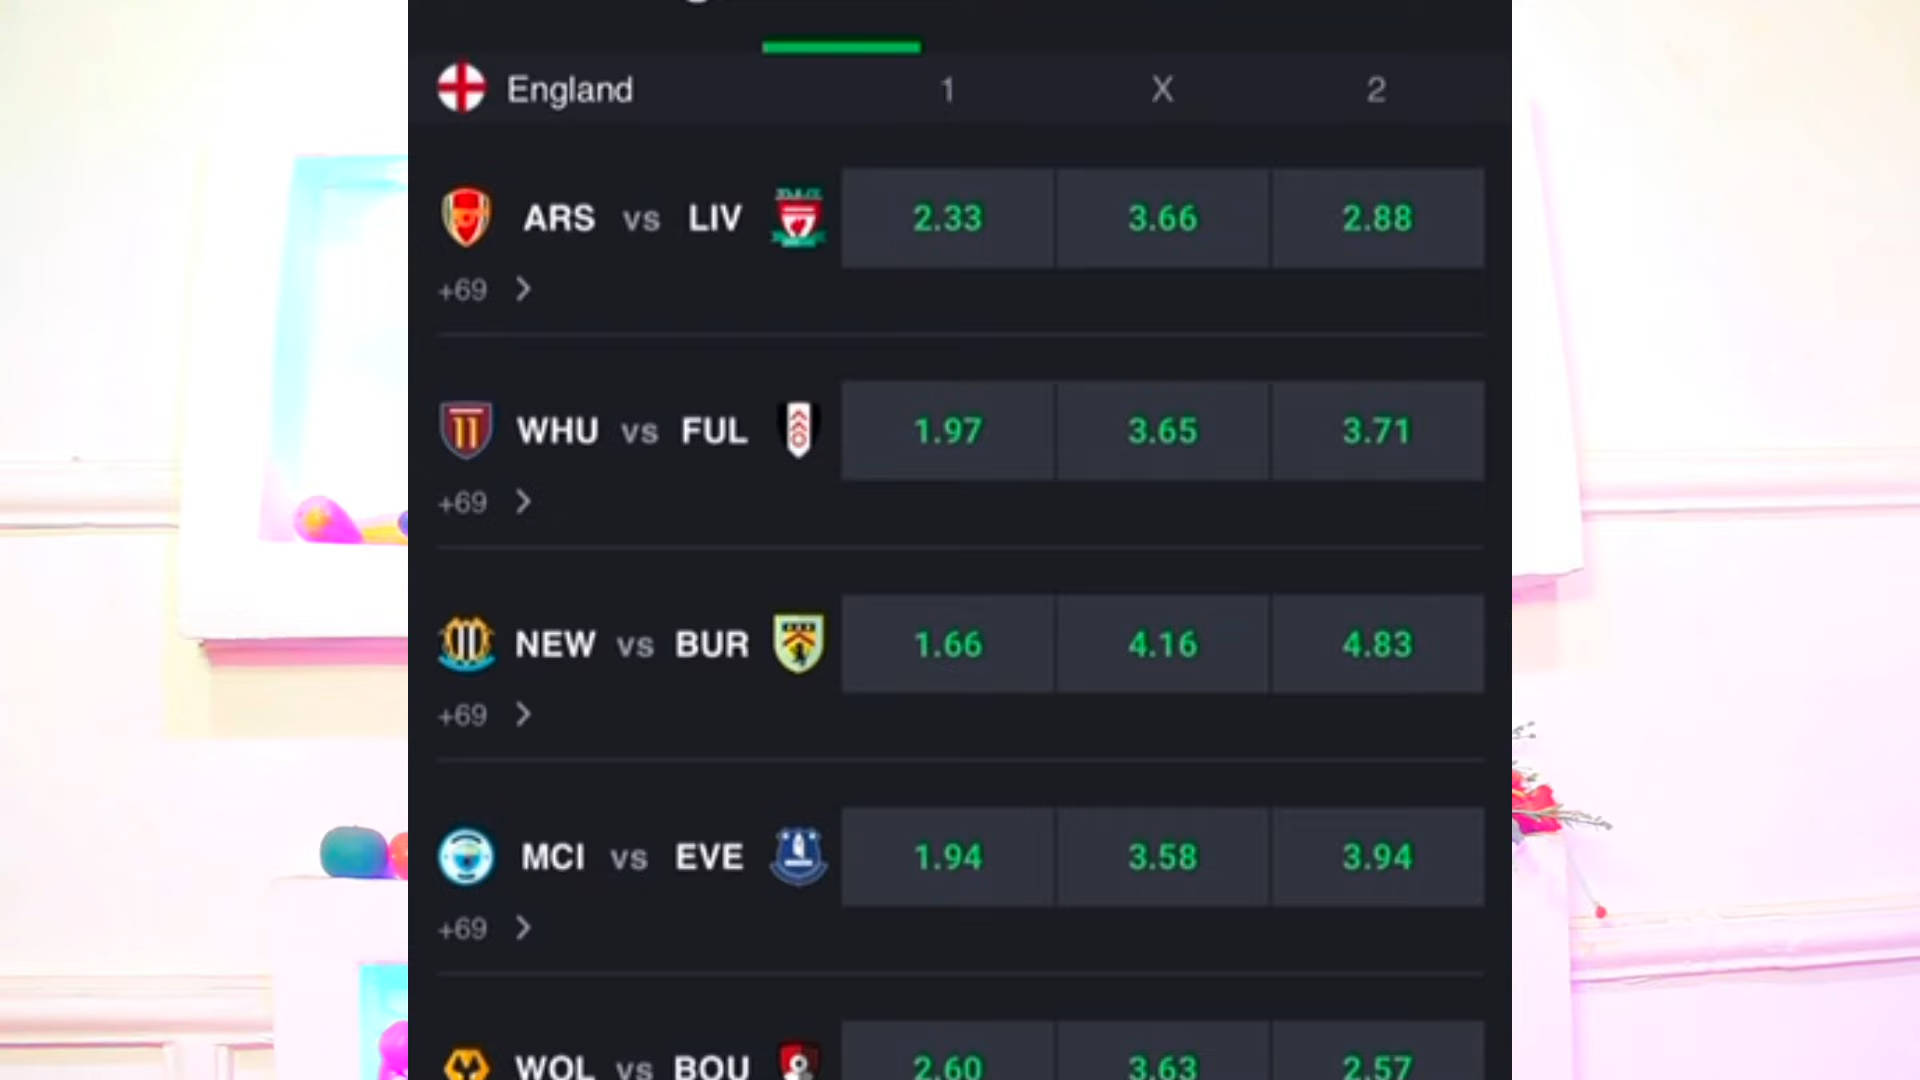 England 1 X 2
ARS vs LIV 2.33 3.66 2.88
+69 >
WHU vs FUL 1.97 3.65 3.71
+69 >
NEW vs BUR 1.66 4.16 4.83
+69 >
MCI vs EVE 1.94 3.58 3.94
+69 >
WOL vs BOU 2.60 3.63 2.57